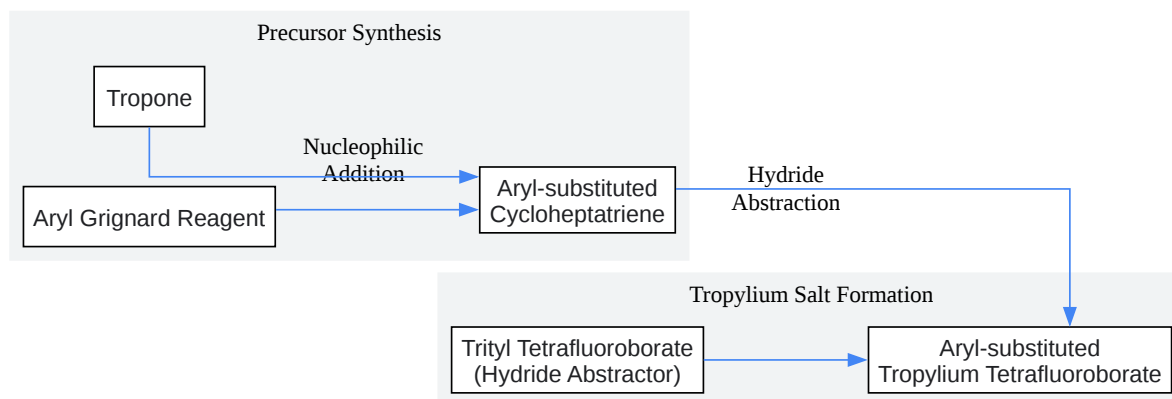 Precursor Synthesis
Tropone
Nucleophilic
Addition
Aryl Grignard Reagent
Aryl-substituted
Cycloheptatriene
Hydride
Abstraction
Tropylium Salt Formation
Trityl Tetrafluoroborate
(Hydride Abstractor)
Aryl-substituted
Tropylium Tetrafluoroborate